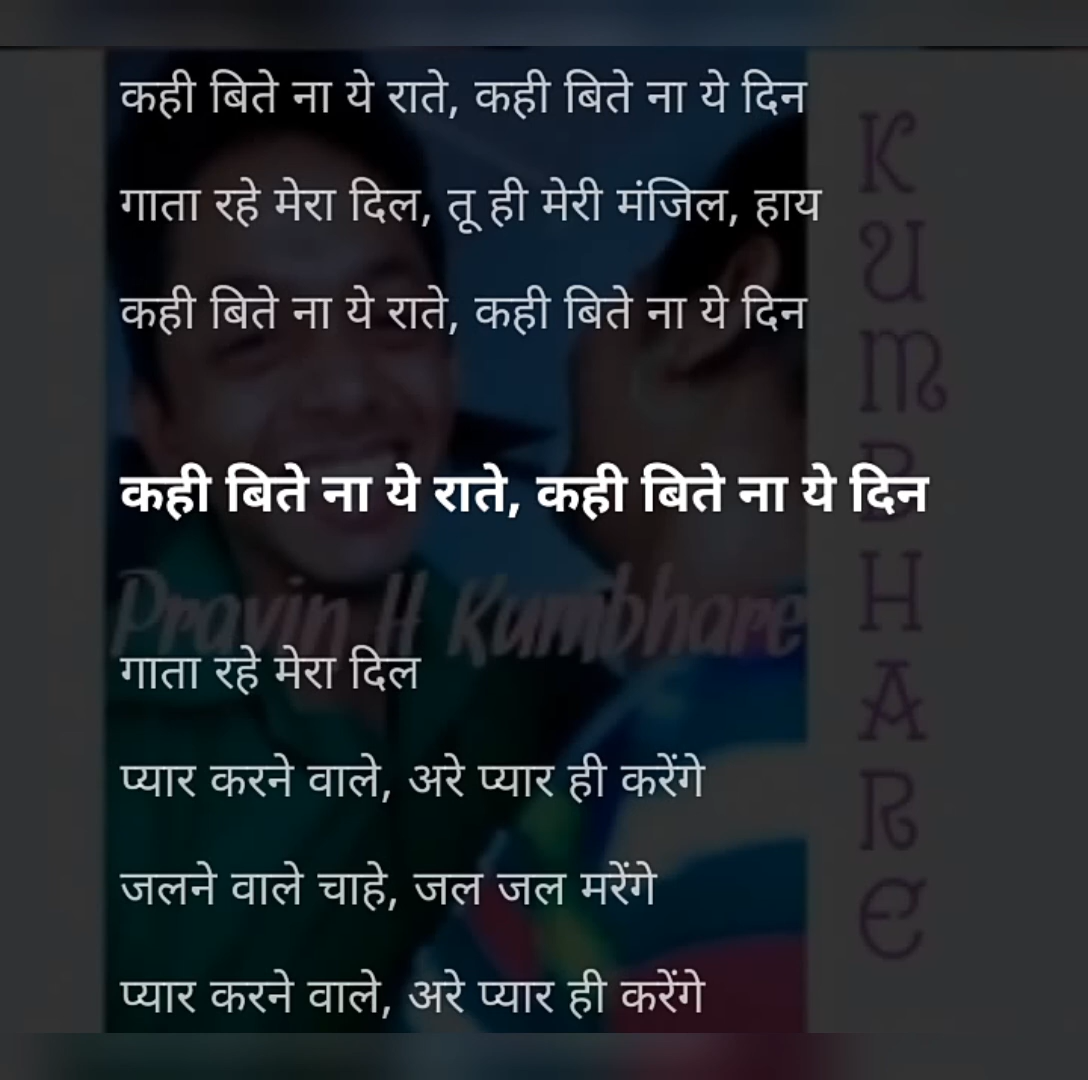 कही बिते ना ये राते, कही बिते ना ये दिन
गाता रहे मेरा दिल, तू ही मेरी मंजिल, हाय
कही बिते ना ये राते, कही बिते ना ये दिन
कही बिते ना ये राते, कही बिते ना ये दिन
Pravin H Kumbhare
गाता रहे मेरा दिल
प्यार करने वाले, अरे प्यार ही करेंगे
जलने वाले चाहे, जल जल मरेंगे
प्यार करने वाले, अरे प्यार ही करेंगे
KUMBHARE